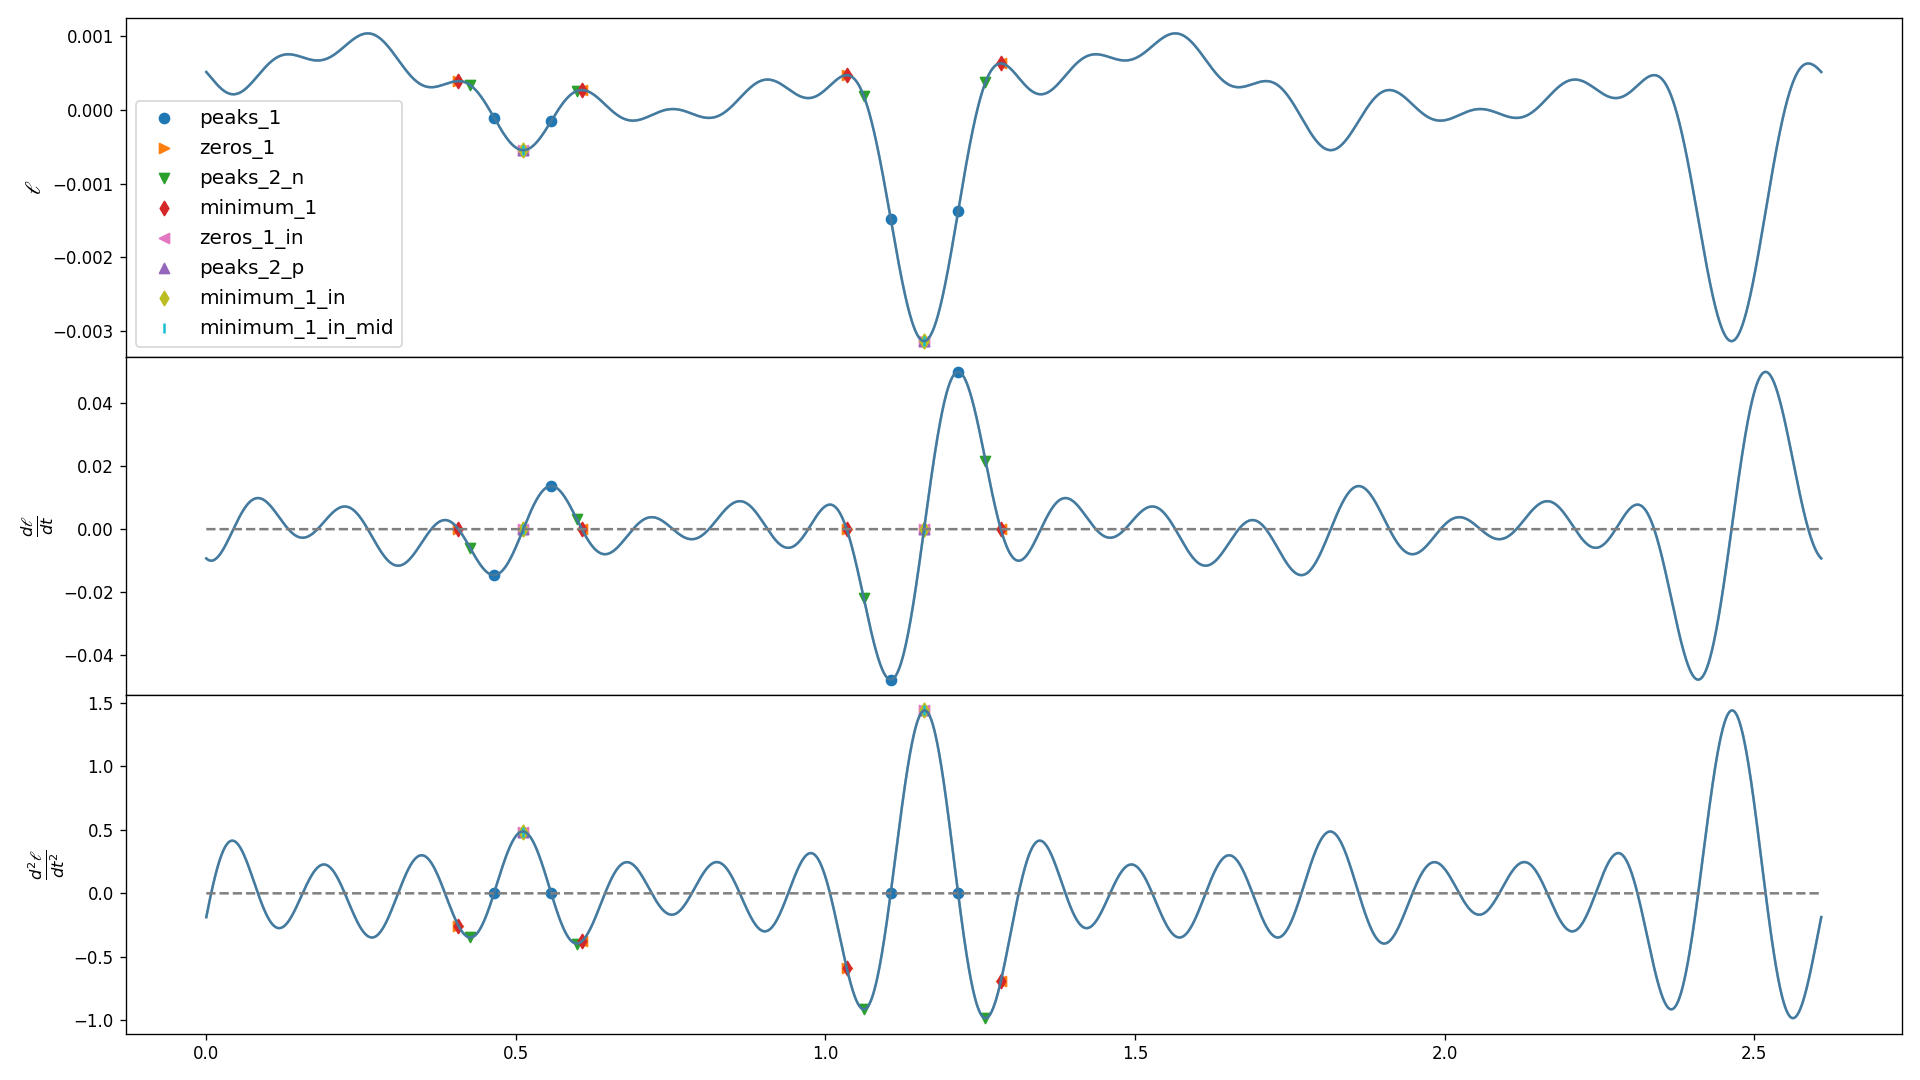 0.001
0.000
−0.001
−0.002
−0.003
ℓ
peaks_1
zeros_1
peaks_2_n
minimum_1
zeros_1_in
peaks_2_p
minimum_1_in
minimum_1_in_mid
0.04
0.02
0.00
−0.02
−0.04
dℓ
dt
1.5
1.0
0.5
0.0
−0.5
−1.0
d²ℓ
dt²
0.0 0.5 1.0 1.5 2.0 2.5